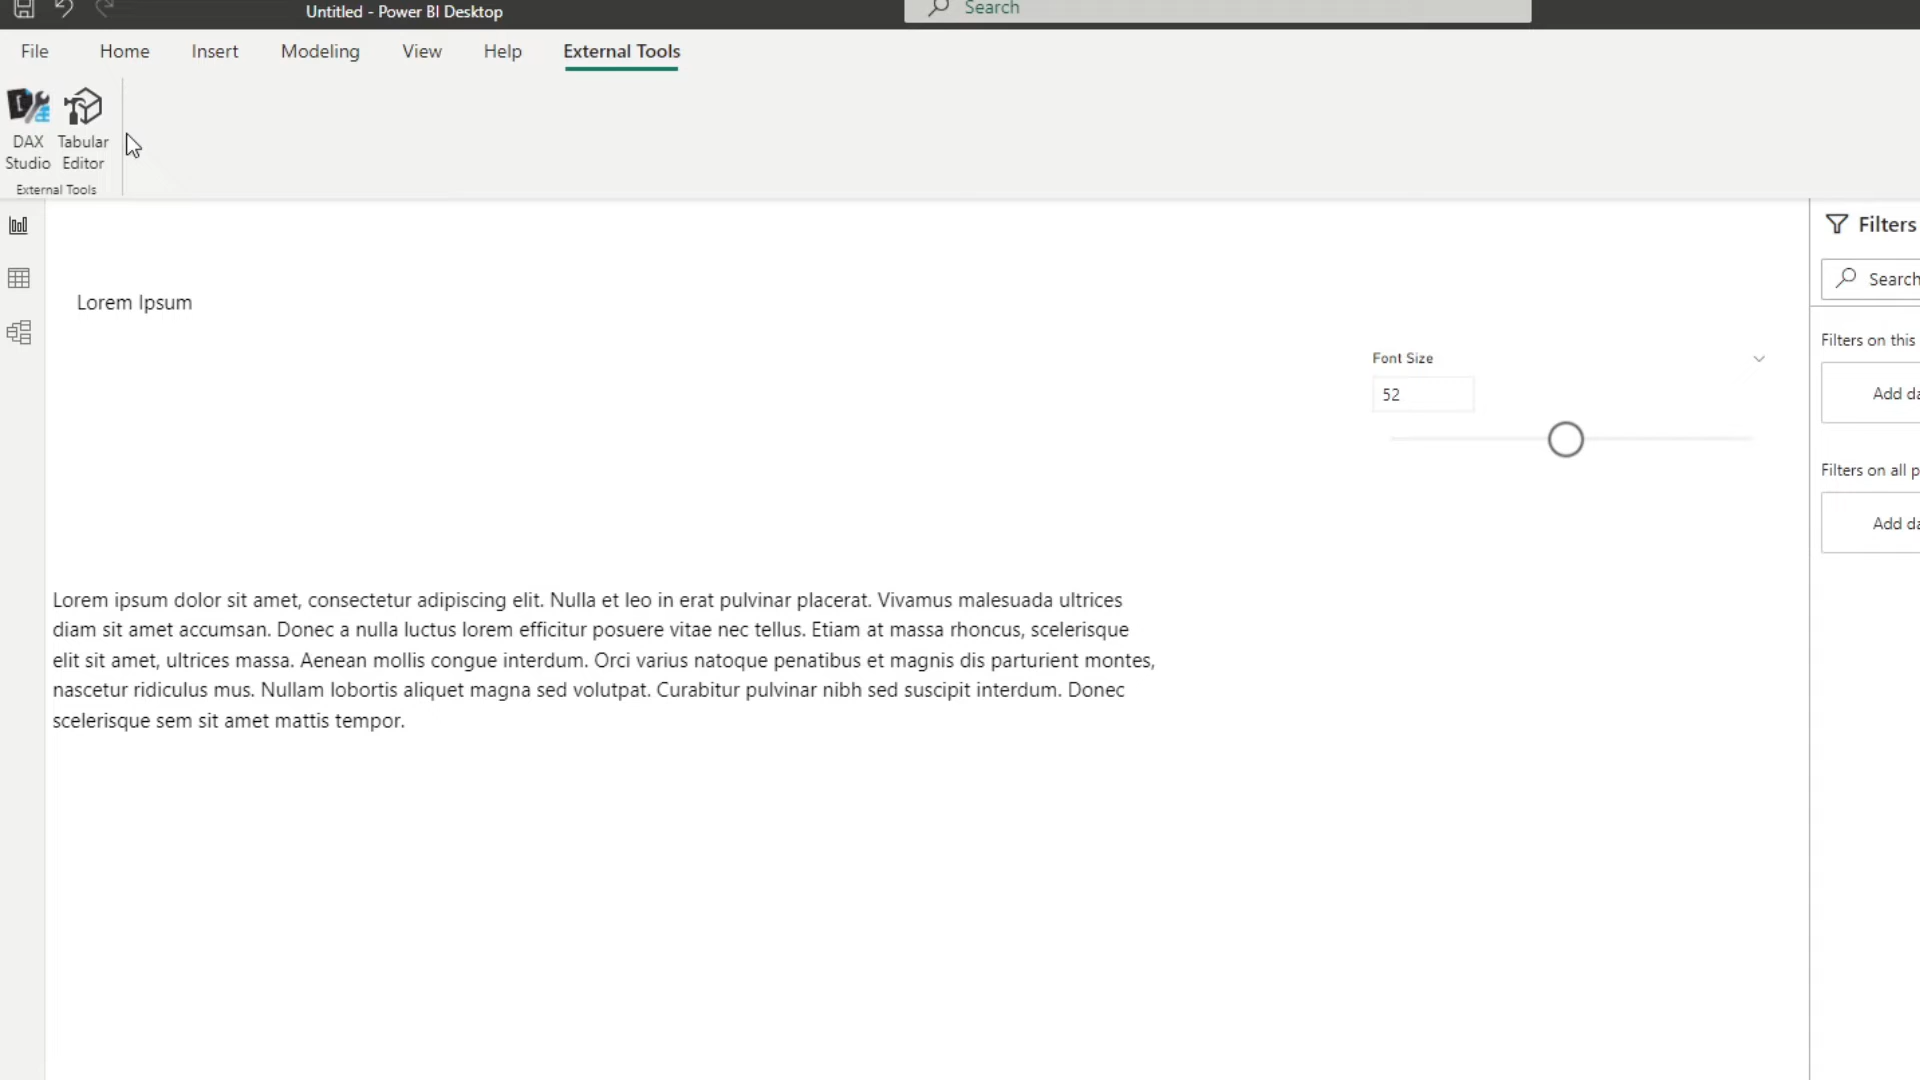 Untitled - Power BI Desktop
Search
File Home Insert Modeling View Help External Tools
DAX Studio
Tabular Editor
External Tools
Filters
Search
Lorem Ipsum
Filters on this
Font Size
52
Add da
Filters on all p
Add da
Lorem ipsum dolor sit amet, consectetur adipiscing elit. Nulla et leo in erat pulvinar placerat. Vivamus malesuada ultrices
diam sit amet accumsan. Donec a nulla luctus lorem efficitur posuere vitae nec tellus. Etiam at massa rhoncus, scelerisque
elit sit amet, ultrices massa. Aenean mollis congue interdum. Orci varius natoque penatibus et magnis dis parturient montes,
nascetur ridiculus mus. Nullam lobortis aliquet magna sed volutpat. Curabitur pulvinar nibh sed suscipit interdum. Donec
scelerisque sem sit amet mattis tempor.